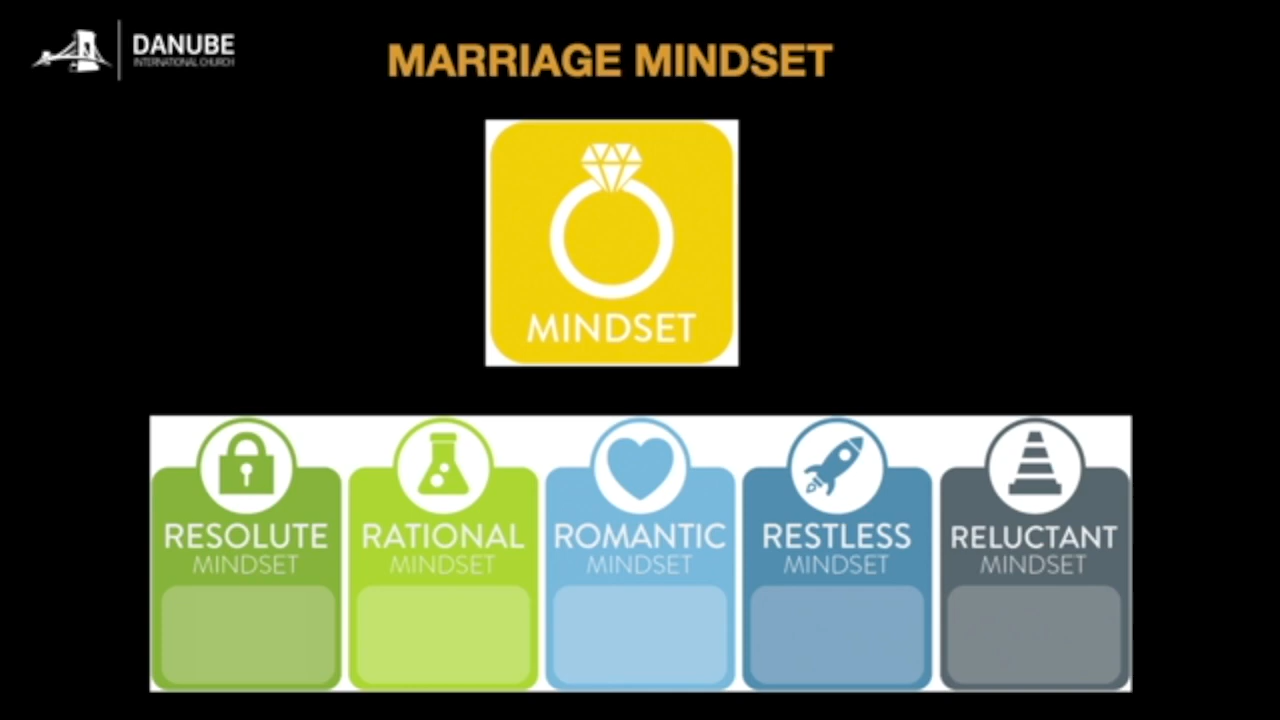 DANUBE
INTERNATIONAL CHURCH
MARRIAGE MINDSET
MINDSET
RESOLUTE
MINDSET
RATIONAL
MINDSET
ROMANTIC
MINDSET
RESTLESS
MINDSET
RELUCTANT
MINDSET